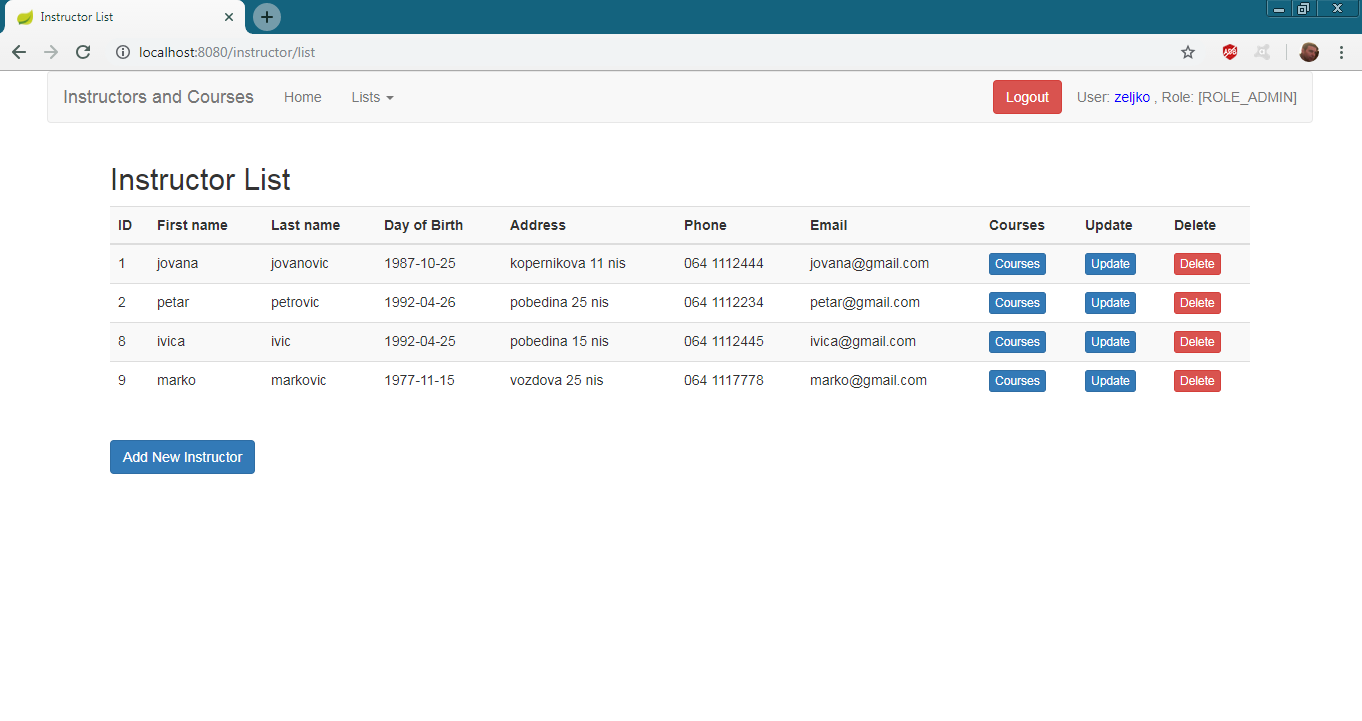 Instructor List
localhost:8080/instructor/list
ABP
Instructors and Courses Home Lists Logout User: zeljko , Role: [ROLE_ADMIN]
Instructor List
ID First name Last name Day of Birth Address Phone Email Courses Update Delete
1 jovana jovanovic 1987-10-25 kopernikova 11 nis 064 1112444 jovana@gmail.com Courses Update Delete
2 petar petrovic 1992-04-26 pobedina 25 nis 064 1112234 petar@gmail.com Courses Update Delete
8 ivica ivic 1992-04-25 pobedina 15 nis 064 1112445 ivica@gmail.com Courses Update Delete
9 marko markovic 1977-11-15 vozdova 25 nis 064 1117778 marko@gmail.com Courses Update Delete
Add New Instructor